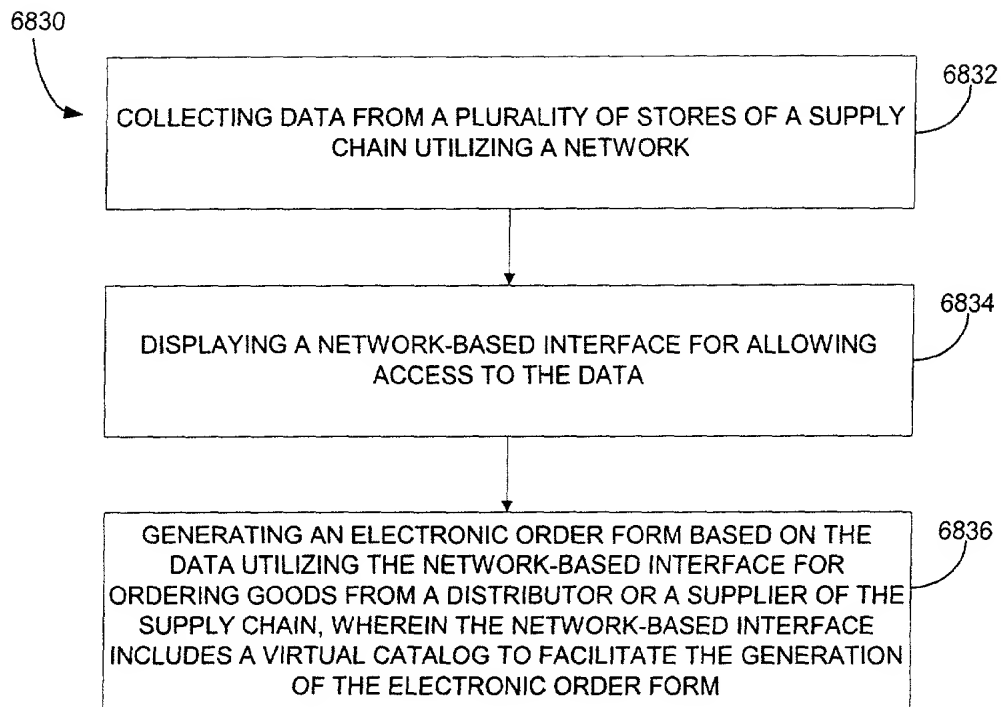 6830
6832
COLLECTING DATA FROM A PLURALITY OF STORES OF A SUPPLY
CHAIN UTILIZING A NETWORK
6834
DISPLAYING A NETWORK-BASED INTERFACE FOR ALLOWING
ACCESS TO THE DATA
6836
GENERATING AN ELECTRONIC ORDER FORM BASED ON THE
DATA UTILIZING THE NETWORK-BASED INTERFACE FOR
ORDERING GOODS FROM A DISTRIBUTOR OR A SUPPLIER OF THE
SUPPLY CHAIN, WHEREIN THE NETWORK-BASED INTERFACE
INCLUDES A VIRTUAL CATALOG TO FACILITATE THE GENERATION
OF THE ELECTRONIC ORDER FORM